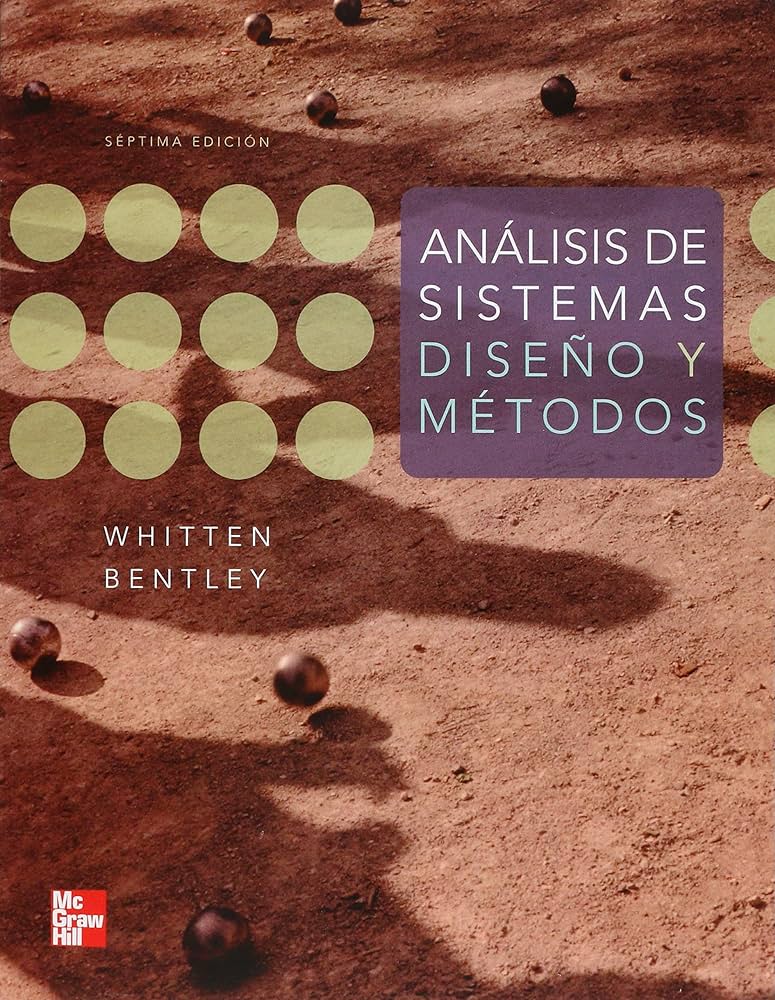 SÉPTIMA EDICIÓN
ANÁLISIS DE
SISTEMAS
DISEÑO Y
MÉTODOS
WHITTEN
BENTLEY
Mc
Graw
Hill